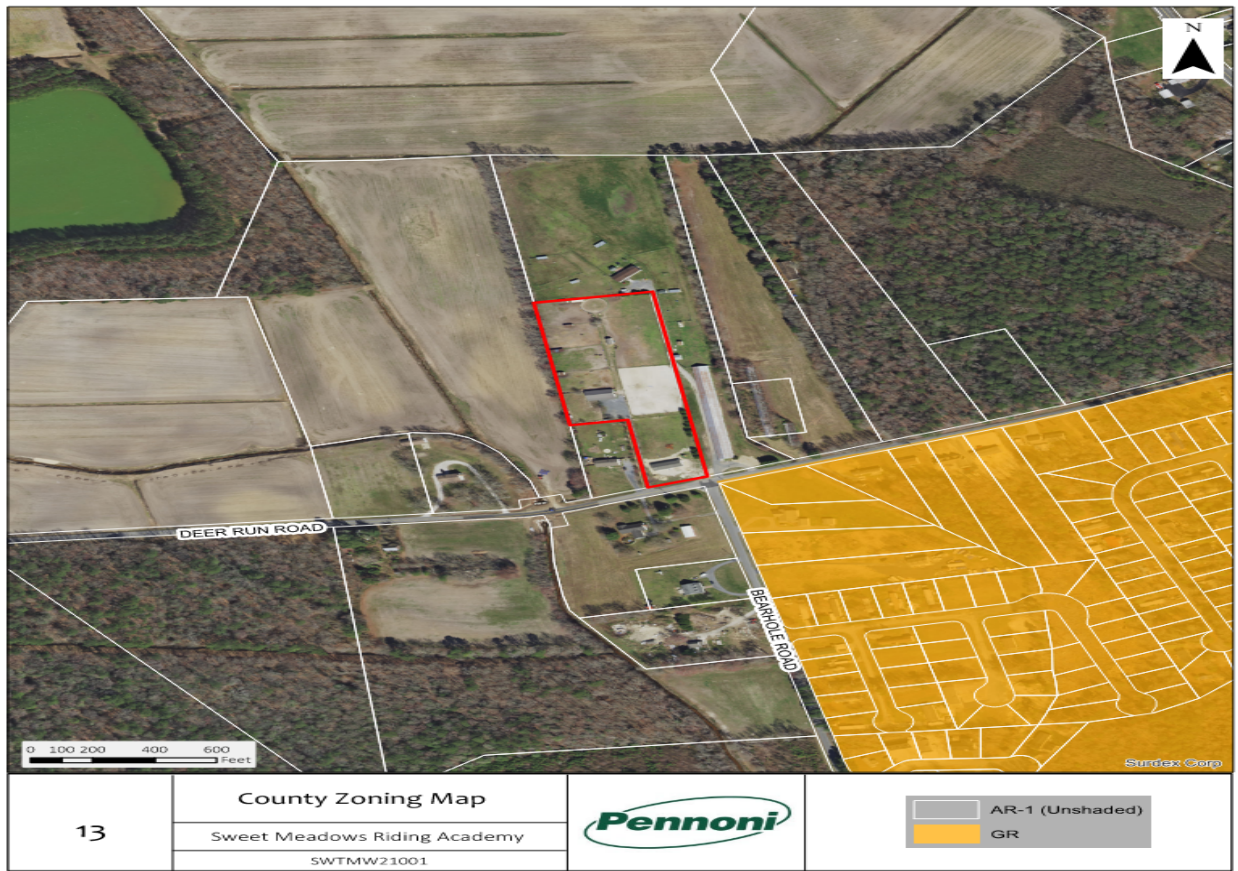 N
DEER RUN ROAD
BEARHOLE ROAD
0 100 200 400 600
Feet
Surdex Corp
13
County Zoning Map
Sweet Meadows Riding Academy
SWTMW21001
Pennoni
AR-1 (Unshaded)
GR